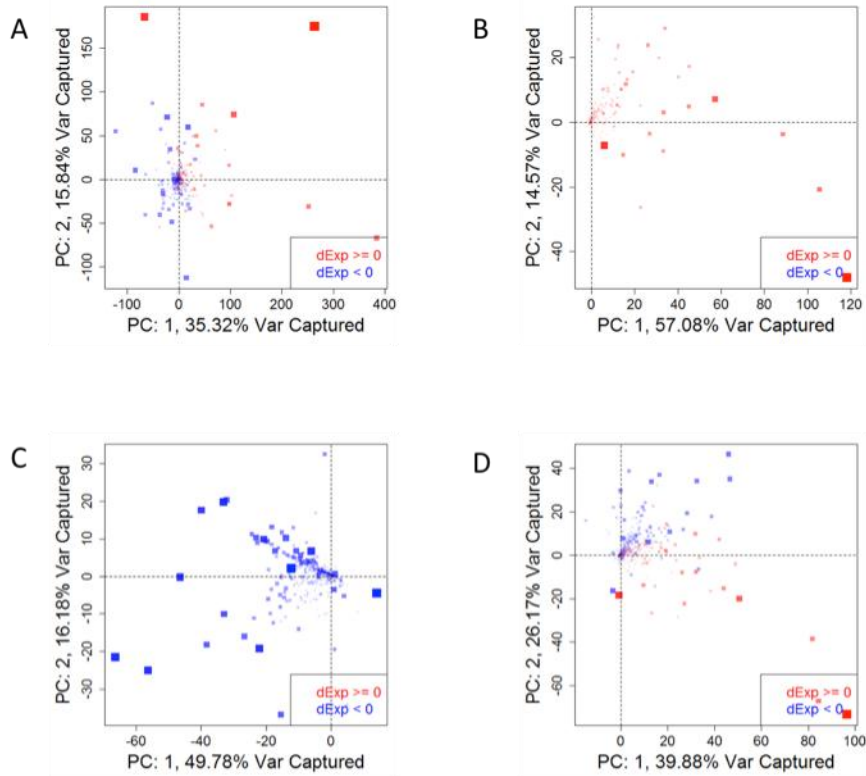 A
PC: 2, 15.84% Var Captured
150
100
50
0
-50
-100
dExp >= 0
dExp < 0
-100 0 100 200 300 400
PC: 1, 35.32% Var Captured
B
PC: 2, 14.57% Var Captured
20
0
-20
-40
dExp >= 0
dExp < 0
0 20 40 60 80 100 120
PC: 1, 57.08% Var Captured
C
PC: 2, 16.18% Var Captured
30
20
10
0
-10
-20
-30
dExp >= 0
dExp < 0
-60 -40 -20 0
PC: 1, 49.78% Var Captured
D
PC: 2, 26.17% Var Captured
40
20
0
-20
-40
-60
dExp >= 0
dExp < 0
0 20 40 60 80 100
PC: 1, 39.88% Var Captured